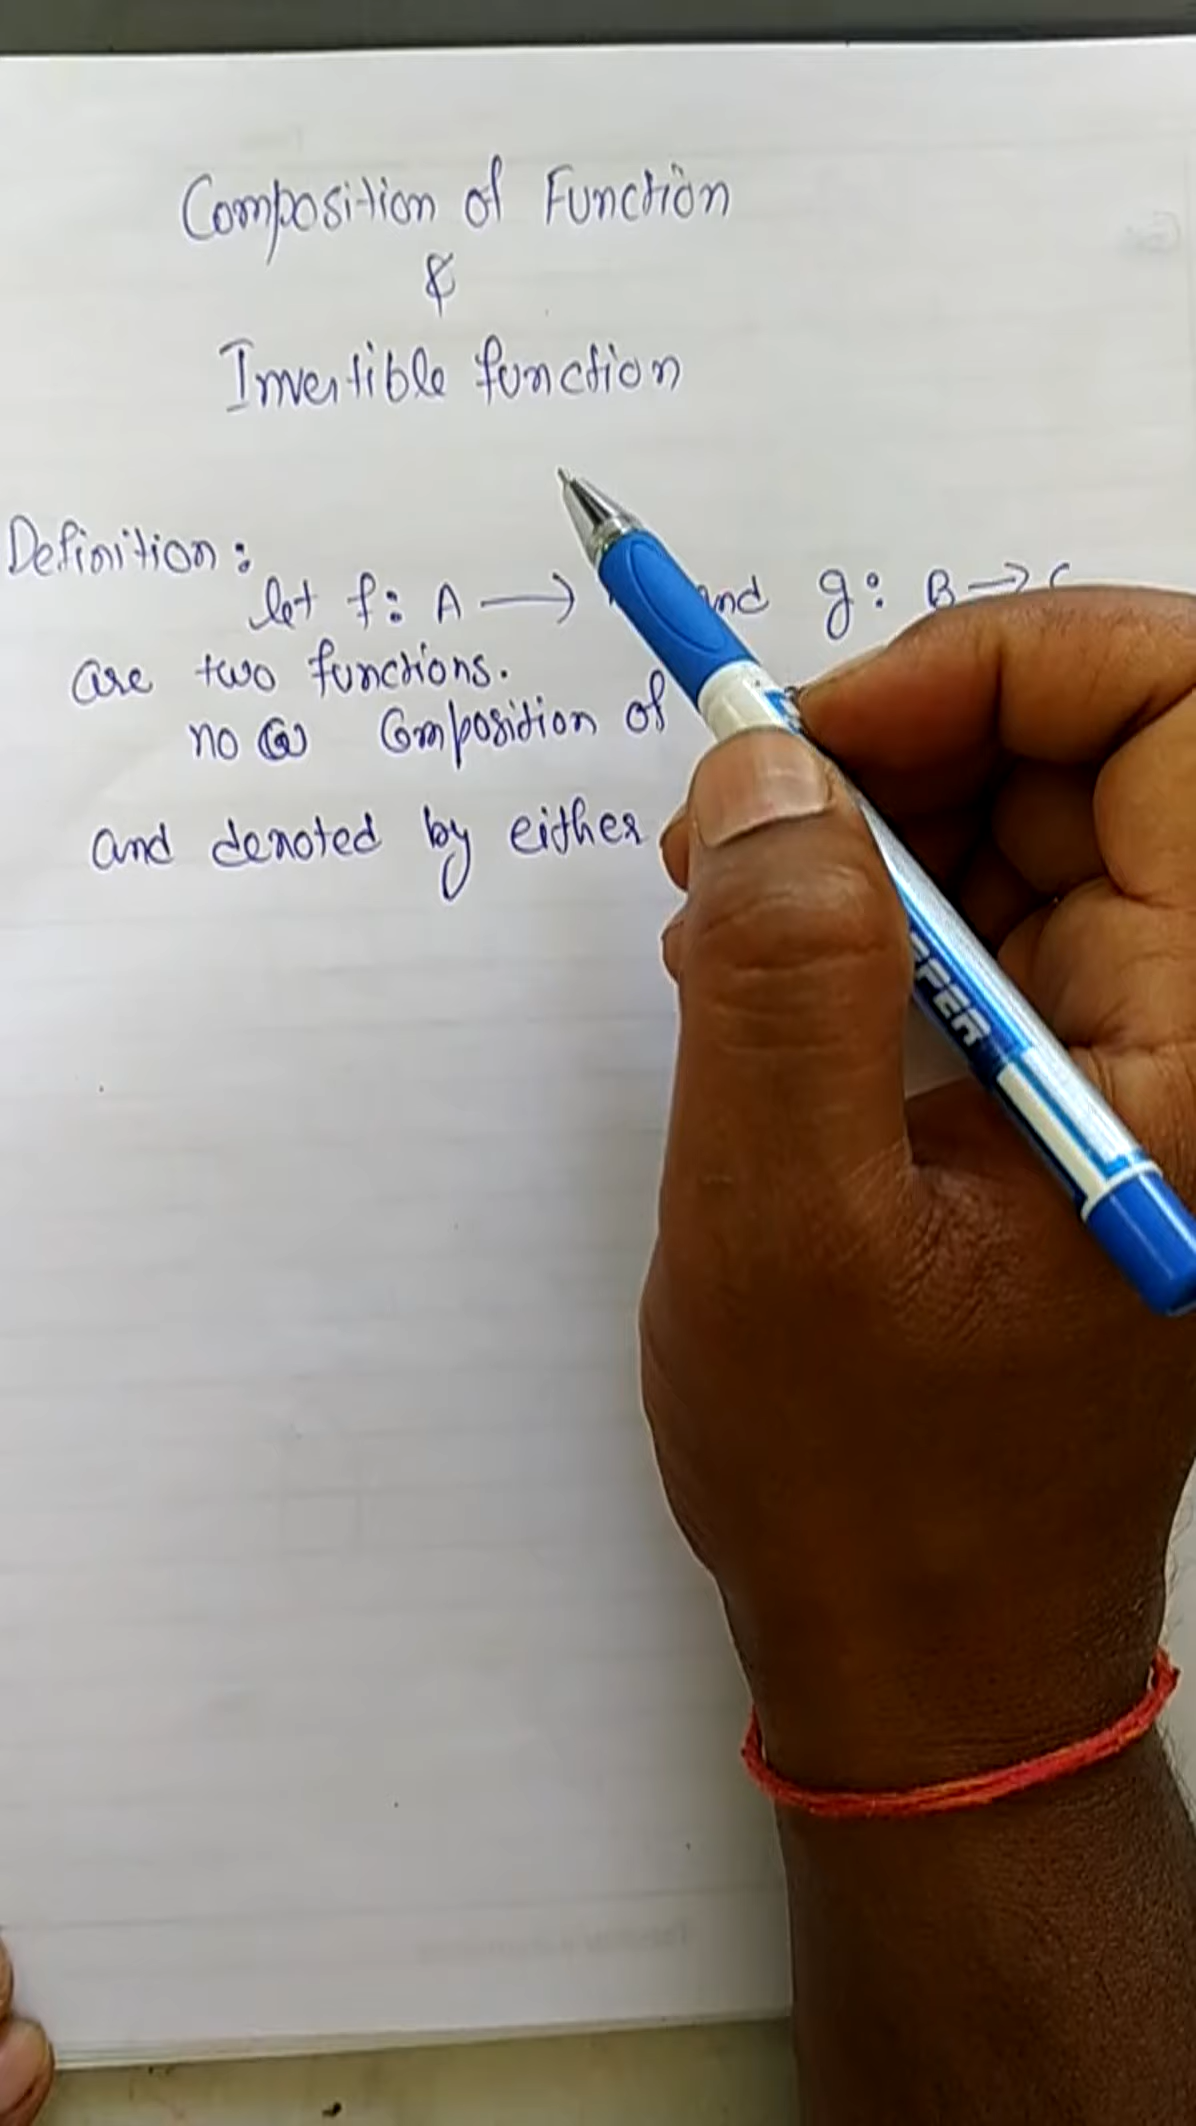 Composition of Function
&
Invertible function
Definition:
let f: A → and g: B → C
are two functions.
no Composition of
and denoted by either